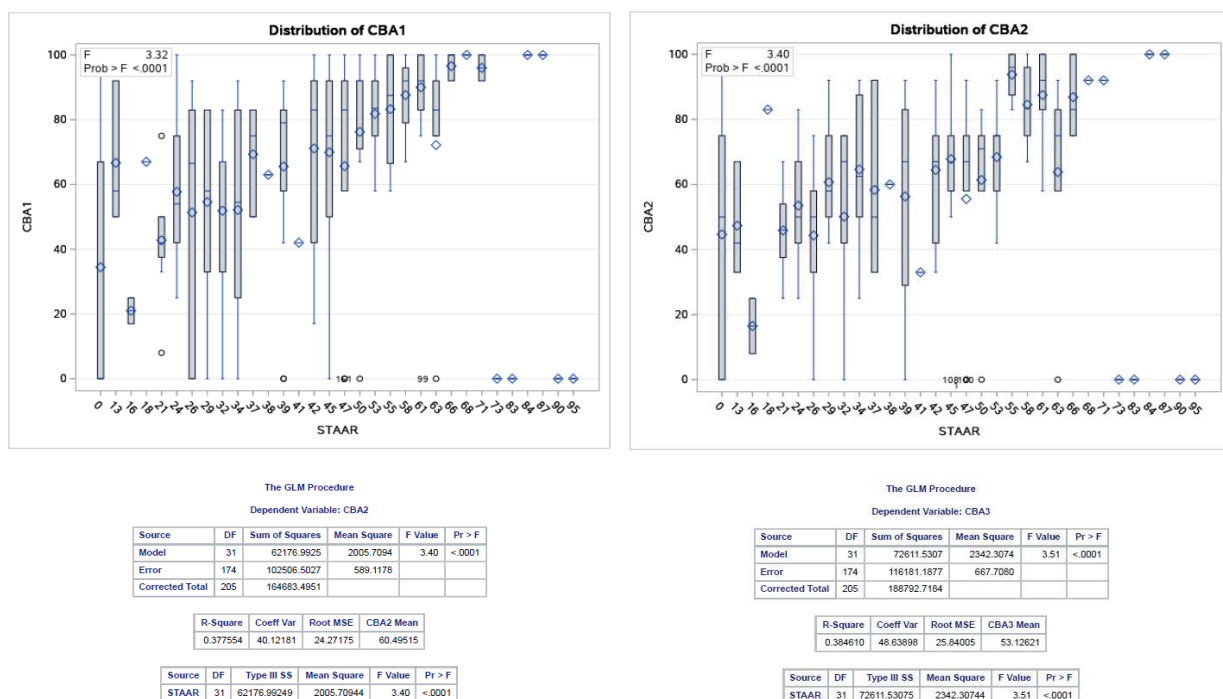 Distribution of CBA1
F 3.32
Prob > F <.0001
100
80
60
40
20
0
CBA1
0 13 16 18 21 24 26 29 32 34 37 38 39 41 42 45 47 50 53 55 58 61 63 66 68 71 73 83 84 87 90 95
STAAR
99
Distribution of CBA2
F 3.40
Prob > F <.0001
100
80
60
40
20
0
CBA2
0 13 16 18 21 24 26 29 32 34 37 38 39 41 42 45 47 50 53 55 58 61 63 66 68 71 73 83 84 87 90 95
STAAR
The GLM Procedure
Dependent Variable: CBA2
Source DF Sum of Squares Mean Square F Value Pr > F
Model 31 62176.9925 2005.7094 3.40 <.0001
Error 174 102506.5027 589.1178
Corrected Total 205 164683.4951
R-Square Coeff Var Root MSE CBA2 Mean
0.377554 40.12181 24.27175 60.49515
Source DF Type III SS Mean Square F Value Pr > F
STAAR 31 62176.99249 2005.70944 3.40 <.0001
The GLM Procedure
Dependent Variable: CBA3
Source DF Sum of Squares Mean Square F Value Pr > F
Model 31 72611.5307 2342.3074 3.51 <.0001
Error 174 116181.1877 667.7080
Corrected Total 205 188792.7184
R-Square Coeff Var Root MSE CBA3 Mean
0.384610 48.63898 25.84005 53.12621
Source DF Type III SS Mean Square F Value Pr > F
STAAR 31 72611.53075 2342.30744 3.51 <.0001